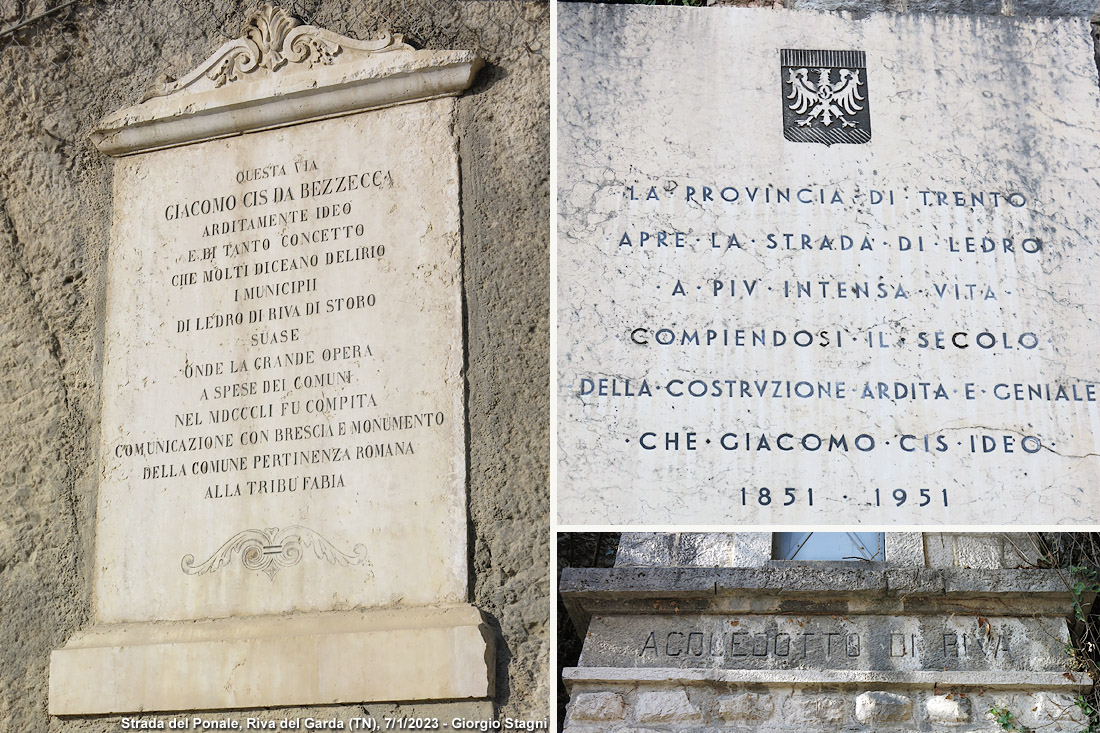 QUESTA VIA
GIACOMO CIS DA BEZZECCA
ARDITAMENTE IDEO
E DI TANTO CONCETTO
CHE MOLTI DICEANO DELIRIO
I MUNICIPII
DI LEDRO DI RIVA DI STORO
SUASE
ONDE LA GRANDE OPERA
A SPESE DEI COMUNI
NEL MDCCCLI FU COMPITA
COMUNICAZIONE CON BRESCIA E MONUMENTO
DELLA COMUNE PERTINENZA ROMANA
ALLA TRIBU FABIA
Strada del Ponale, Riva del Garda (TN), 7/1/2023 - Giorgio Stagni
LA·PROVINCIA·DI·TRENTO
APRE·LA·STRADA·DI·LEDRO
·A·PIV·INTENSA·VITA·
COMPIENDOSI·IL·SECOLO
DELLA·COSTRVZIONE·ARDITA·E·GENIALE
·CHE·GIACOMO·CIS·IDEO·
1851·1951
ACQUEDOTTO DI RIVA